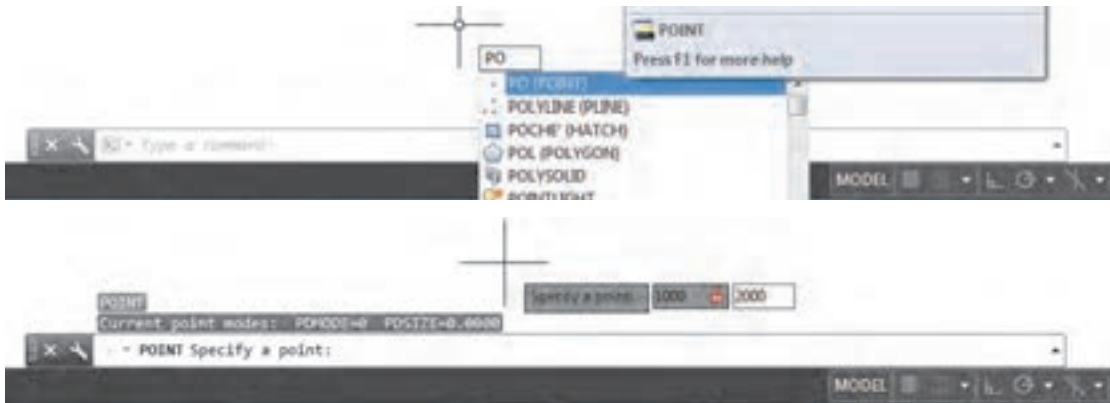 POINT
Press F1 for more help
PO
PO (POINT)
POLYLINE (PLINE)
POCHE' (HATCH)
POL (POLYGON)
POLYSOLID
POINTLIGHT
Type a command
MODEL
Specify a point: 1000 2000
POINT
Current point modes: PDMODE=0 PDSIZE=0.0000
POINT Specify a point:
MODEL